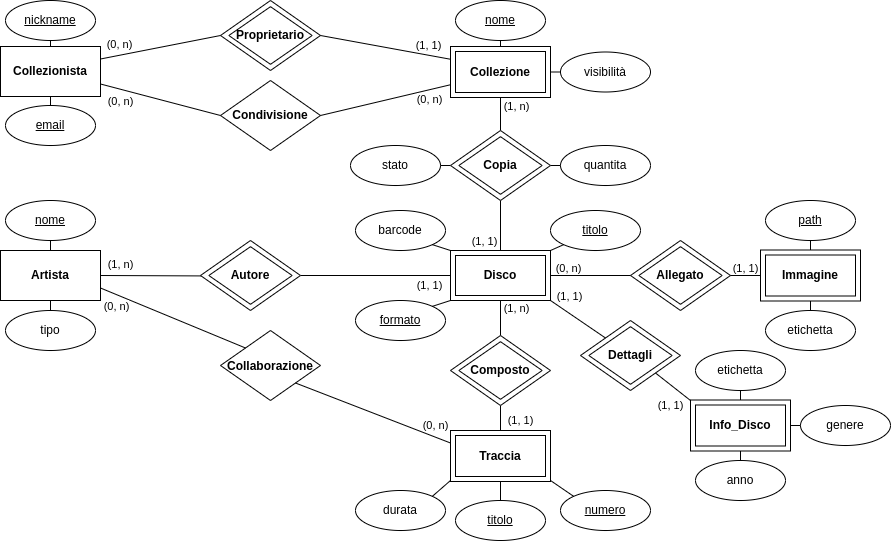 nickname
nome
(0, n)
Proprietario
(1, 1)
Collezionista
Collezione
visibilità
(0, n)
Condivisione
(0, n)
(1, n)
email
stato
Copia
quantita
nome
barcode
titolo
path
(1, 1)
(1, n)
(0, n)
(1, 1)
Artista
Autore
Disco
Allegato
Immagine
(1, 1)
(1, 1)
(0, n)
(1, n)
tipo
formato
etichetta
Dettagli
Collaborazione
Composto
etichetta
(1, 1)
(0, n)
(1, 1)
Info_Disco
genere
Traccia
anno
durata
titolo
numero